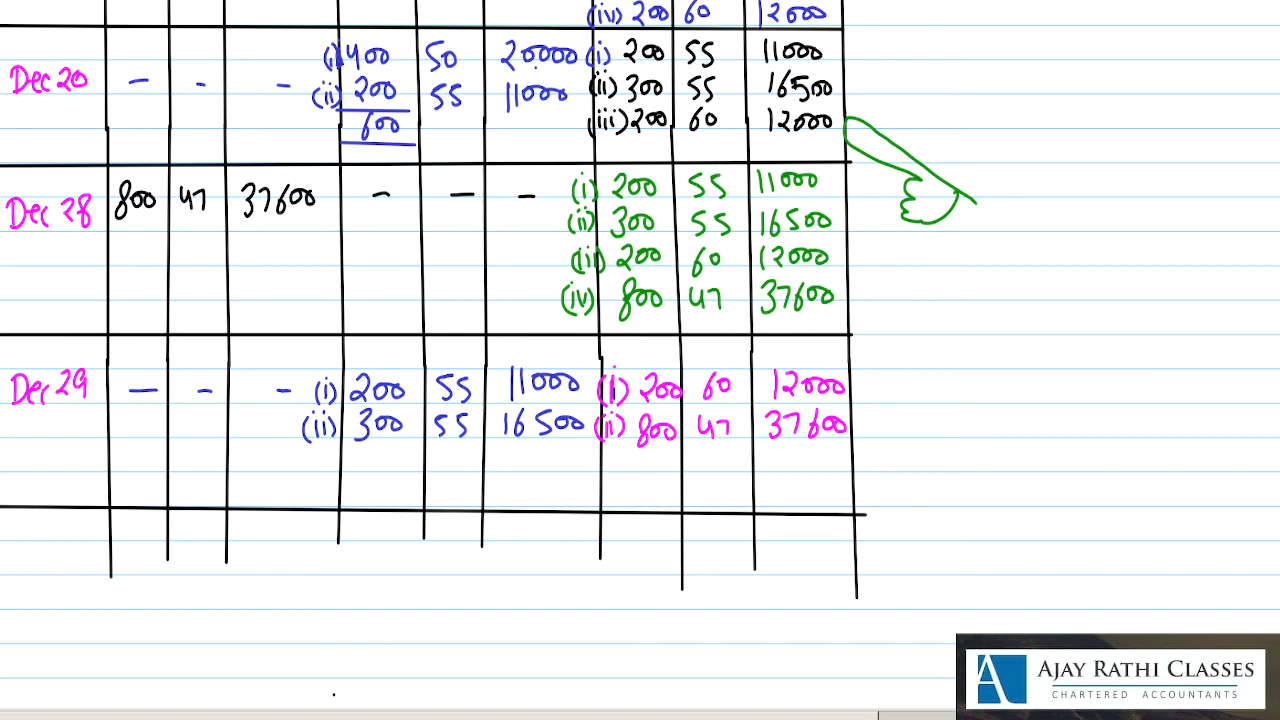 (iv) 200 60 12000
Dec 20 - - - (i) 400 50 20000 (i) 200 55 11000
(ii) 200 55 11000 (ii) 300 55 16500
600 (iii) 200 60 12000
Dec 28 800 47 37600 - - - (i) 200 55 11000
(ii) 300 55 16500
(iii) 200 60 12000
(iv) 800 47 37600
Dec 29 - - - (i) 200 55 11000 (i) 200 60 12000
(ii) 300 55 16500 (ii) 800 47 37600
AJAY RATHI CLASSES
CHARTERED ACCOUNTANTS